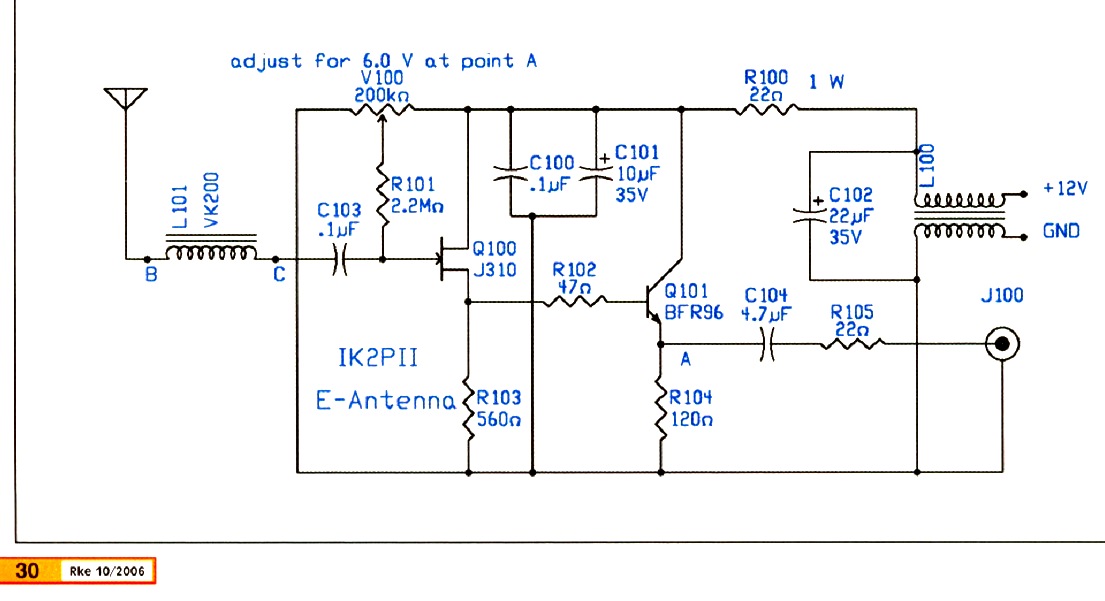 adjust for 6.0 V at point A
V100
200kΩ
R100
22Ω
1 W
L101
VK200
C103
.1µF
R101
2.2MΩ
C100
.1µF
+
C101
10µF
35V
L100
+
C102
22µF
35V
+12V
GND
B
C
Q100
J310
R102
47Ω
Q101
BFR96
C104
4.7µF
R105
22Ω
J100
A
IK2PII
E-Antenna
R103
560Ω
R104
120Ω
30
Rke 10/2006